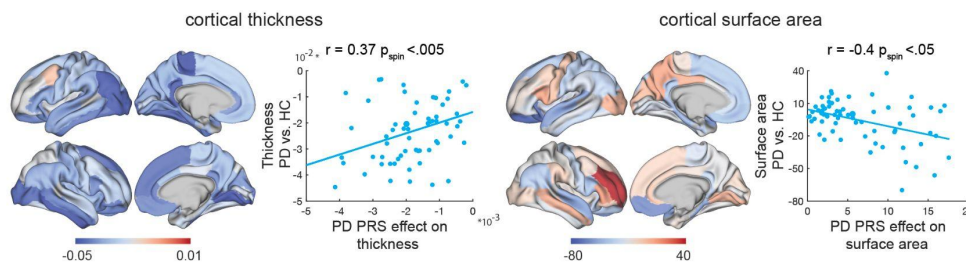 cortical thickness
cortical surface area
r = 0.37 pspin <.005
r = -0.4 pspin <.05
10-2 *
0
-1
-2
-3
-4
-5
Thickness
PD vs. HC
-5
-4
-3
-2
-1
0
*10-3
PD PRS effect on
thickness
-0.05
0.01
40
10
-20
-50
-80
Surface area
PD vs. HC
0
5
10
15
PD PRS effect on
surface area
-80
40